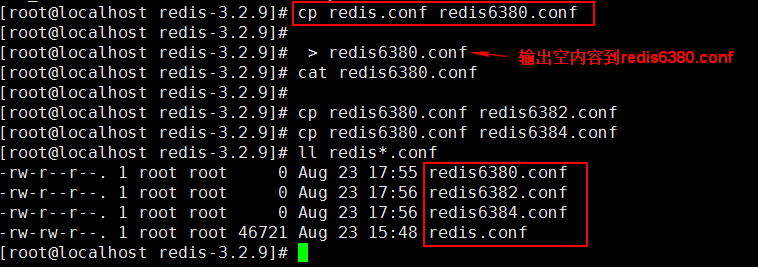 [root@localhost redis-3.2.9]# cp redis.conf redis6380.conf
[root@localhost redis-3.2.9]#
[root@localhost redis-3.2.9]#  > redis6380.conf 输出空内容到redis6380.conf
[root@localhost redis-3.2.9]# cat redis6380.conf
[root@localhost redis-3.2.9]#
[root@localhost redis-3.2.9]# cp redis6380.conf redis6382.conf
[root@localhost redis-3.2.9]# cp redis6380.conf redis6384.conf
[root@localhost redis-3.2.9]# ll redis*.conf
-rw-r--r--. 1 root root     0 Aug 23 17:55 redis6380.conf
-rw-r--r--. 1 root root     0 Aug 23 17:56 redis6382.conf
-rw-r--r--. 1 root root     0 Aug 23 17:56 redis6384.conf
-rw-rw-r--. 1 root root 46721 Aug 23 15:48 redis.conf
[root@localhost redis-3.2.9]#